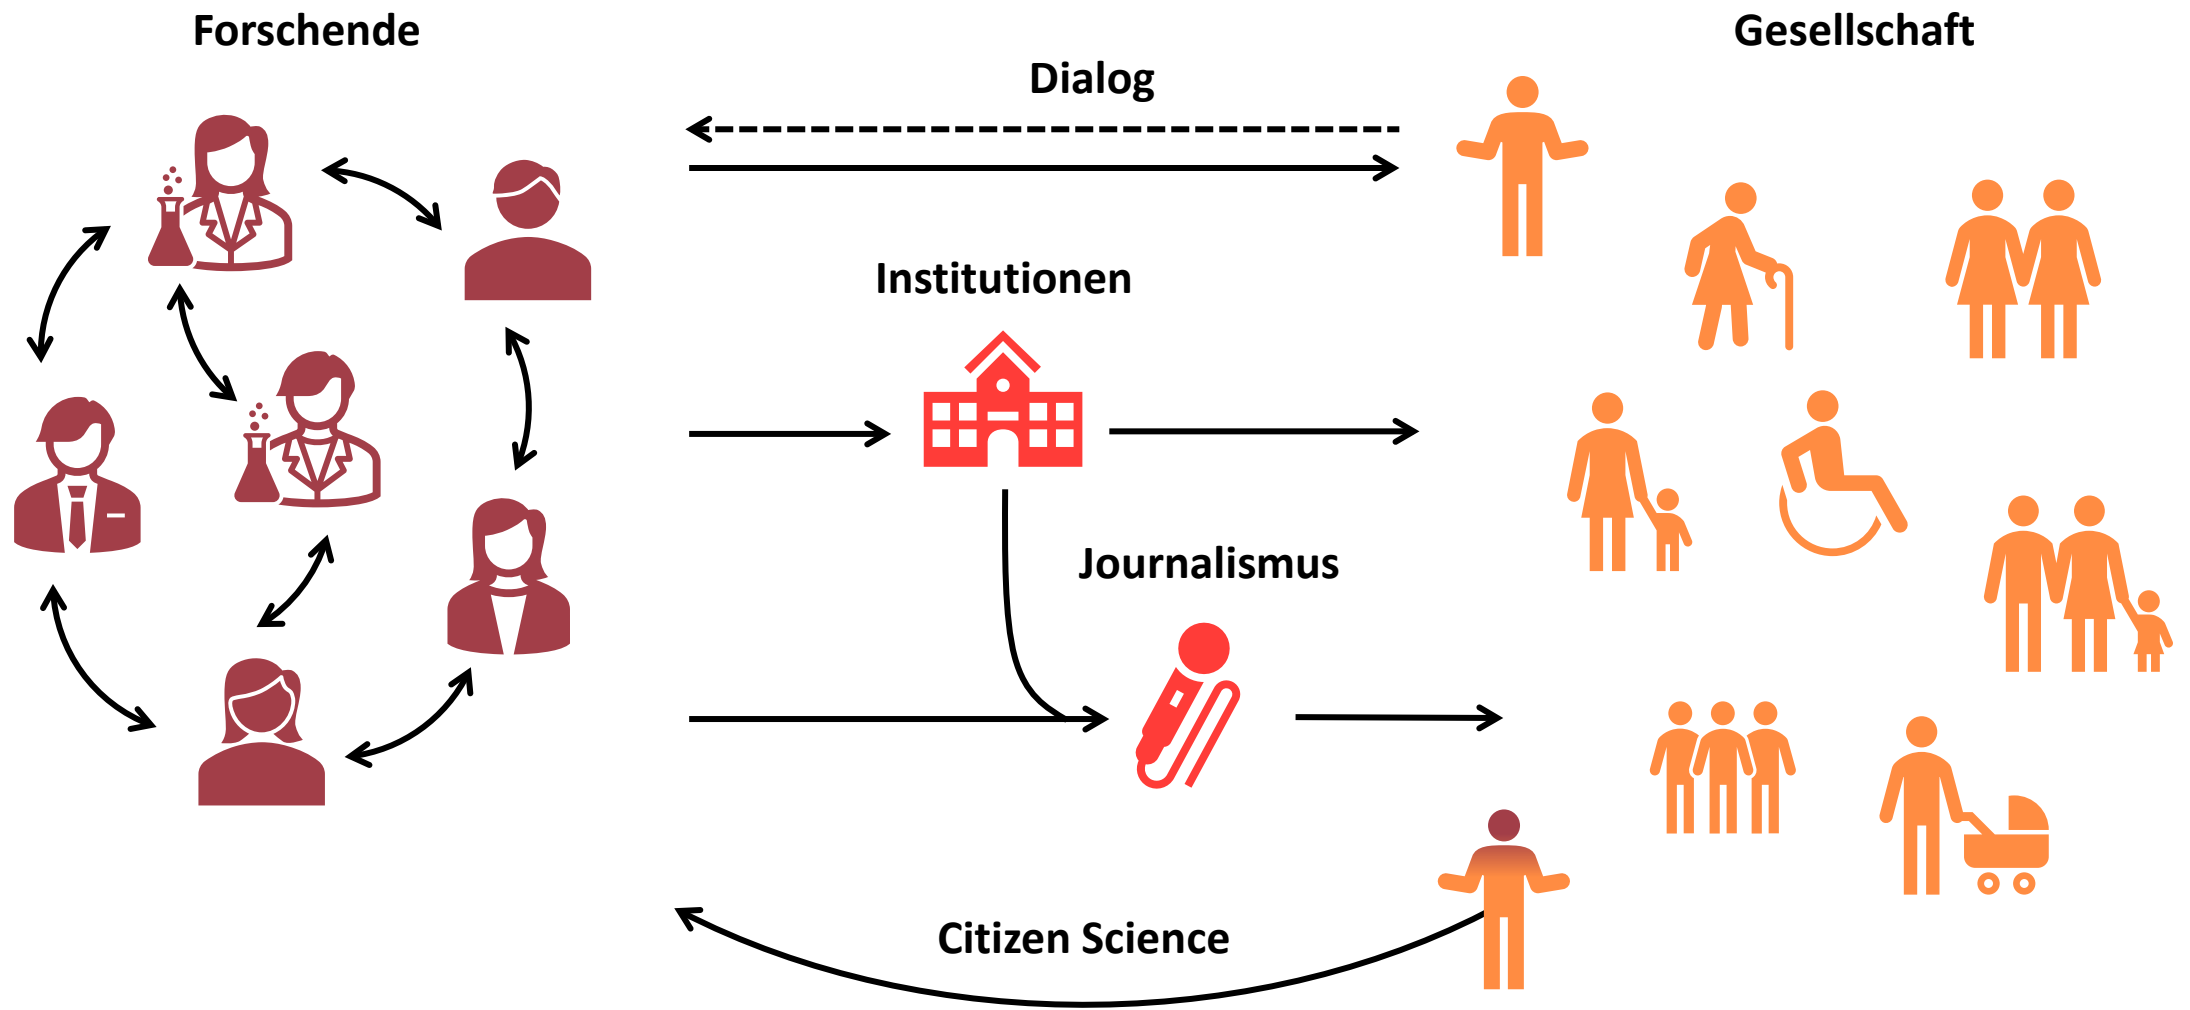 Forschende
Gesellschaft
Dialog
Institutionen
Journalismus
Citizen Science